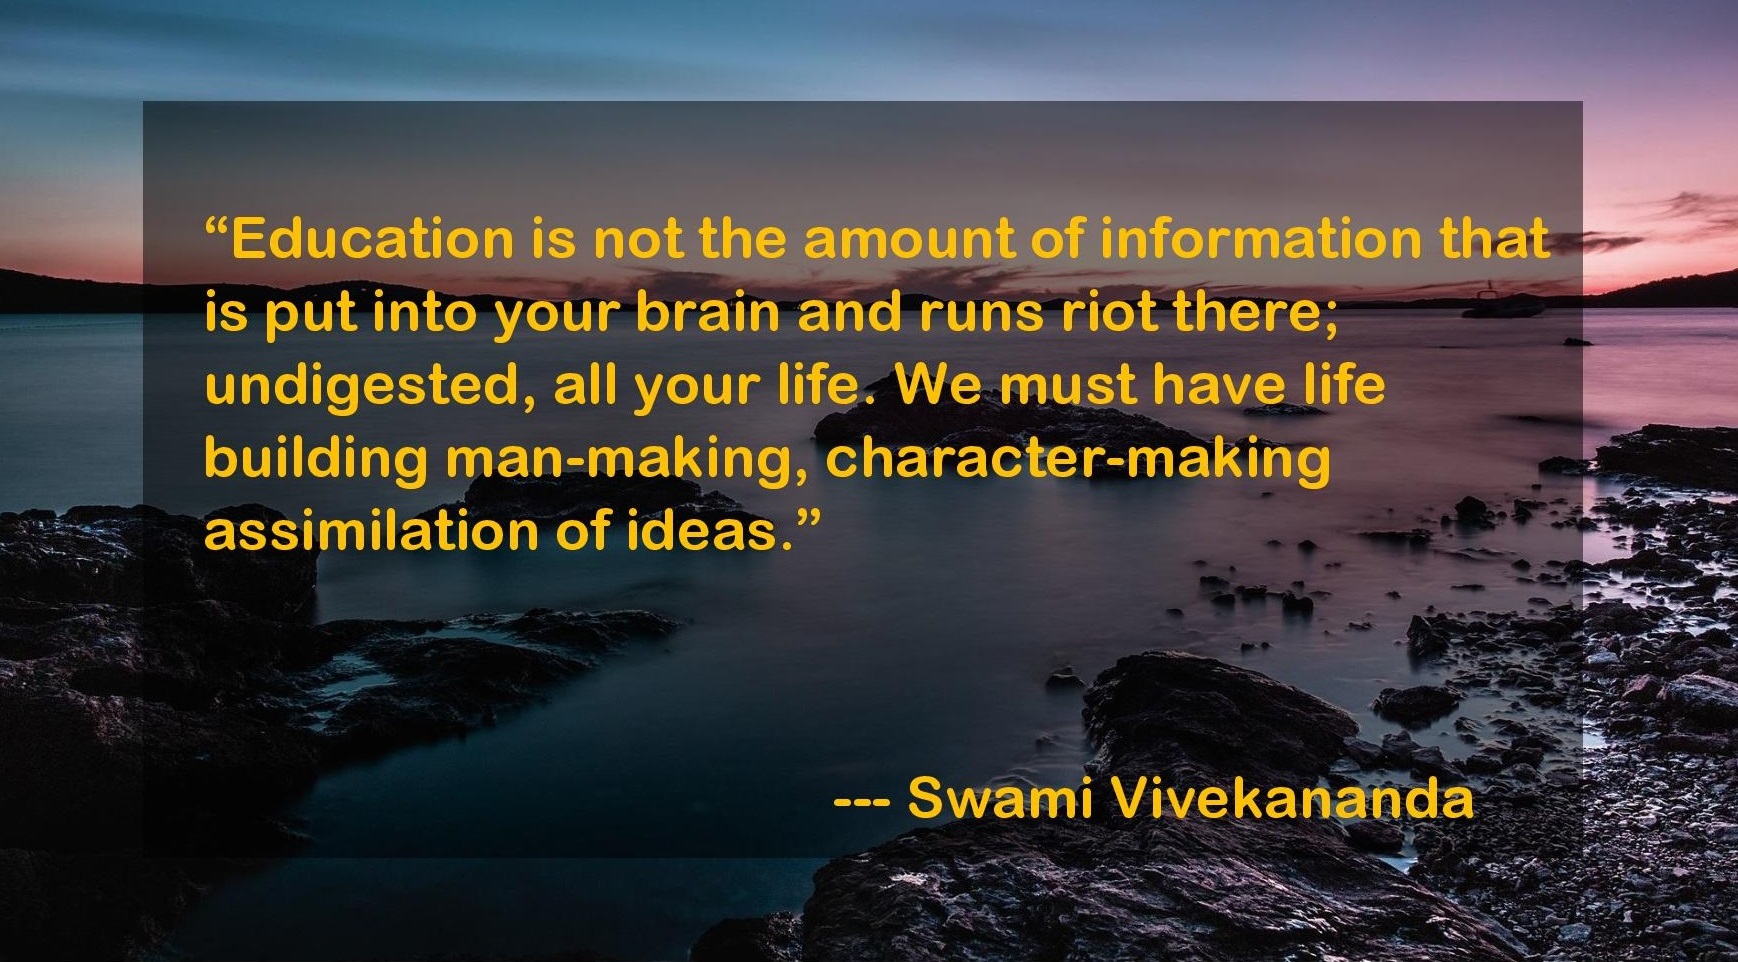 “Education is not the amount of information that
is put into your brain and runs riot there;
undigested, all your life. We must have life
building man-making, character-making
assimilation of ideas.”
--- Swami Vivekananda